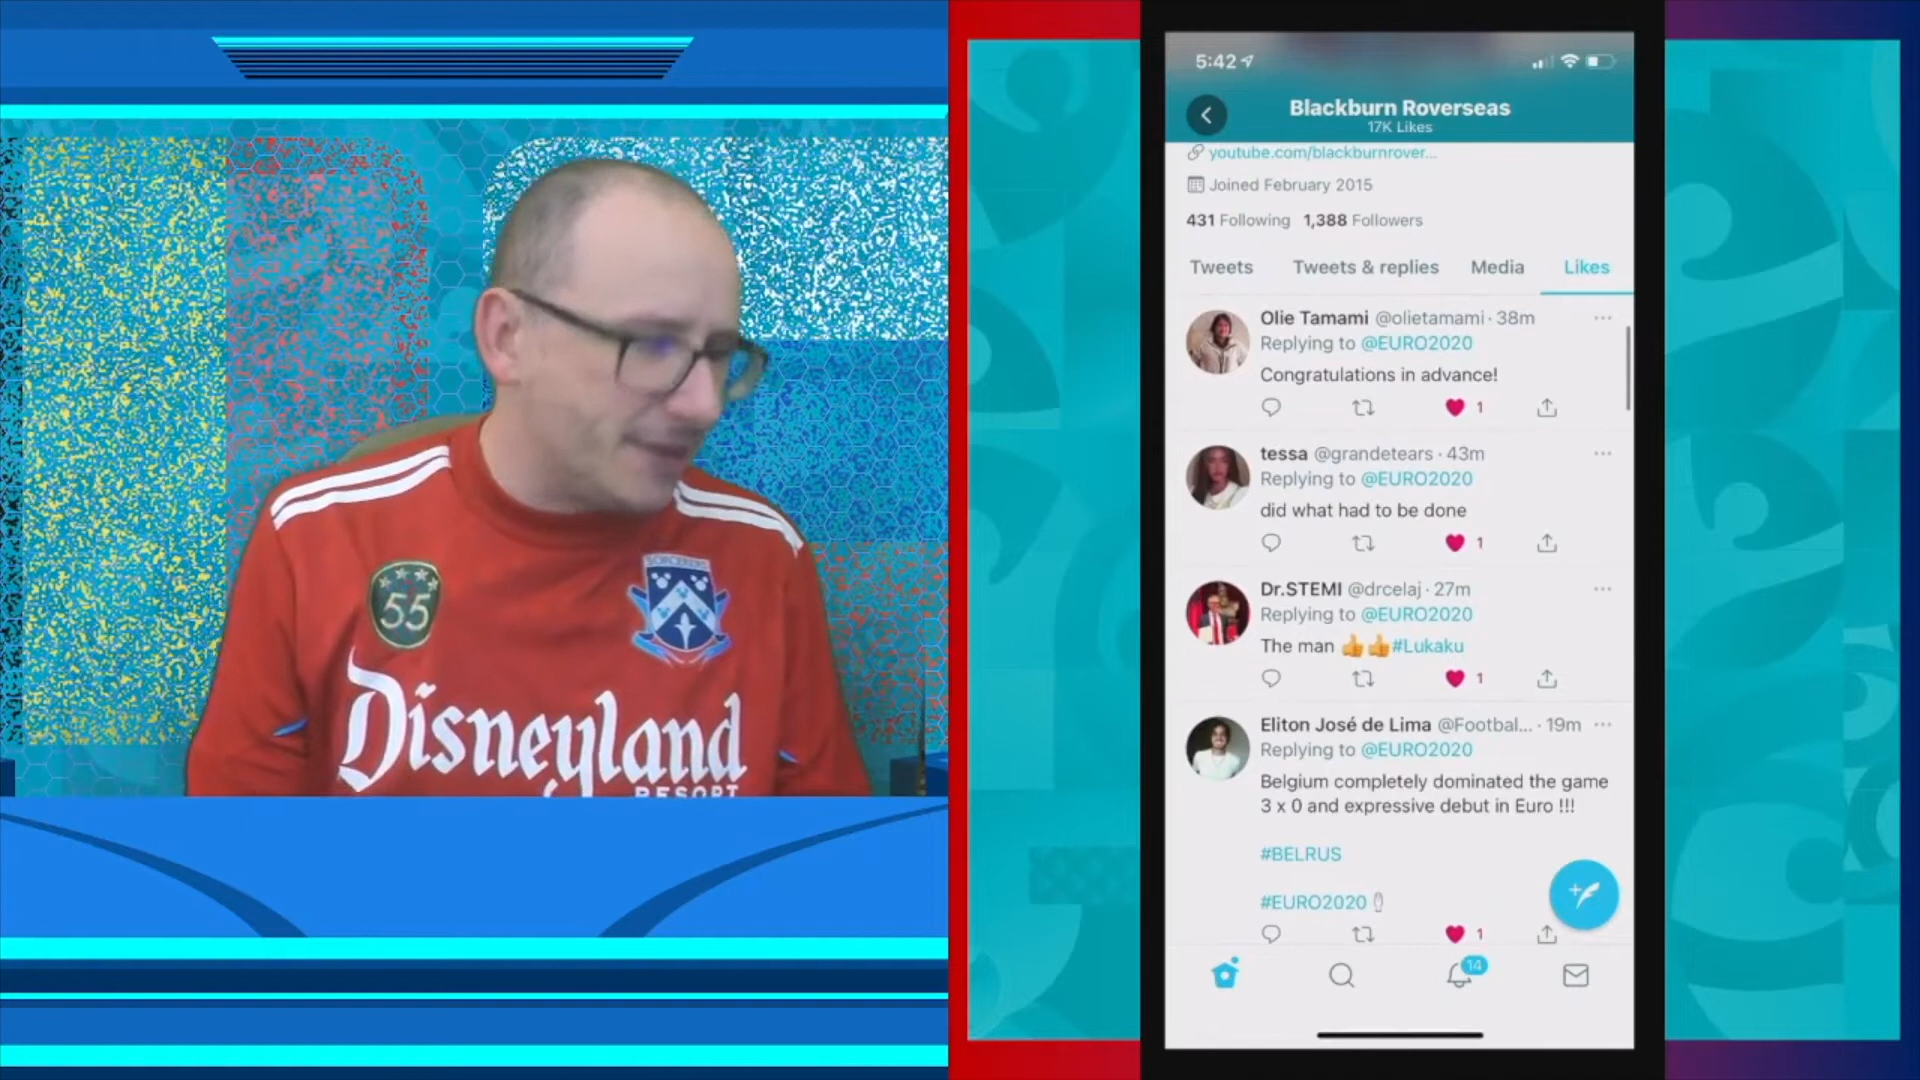 55
SORCERERS
Disneyland
RESORT
5:42
Blackburn Roverseas
17K Likes
youtube.com/blackburnrover...
Joined February 2015
431 Following 1,388 Followers
Tweets Tweets & replies Media Likes
Olie Tamami @olietamami · 38m
Replying to @EURO2020
Congratulations in advance!
1
tessa @grandetears · 43m
Replying to @EURO2020
did what had to be done
1
Dr.STEMI @drcelaj · 27m
Replying to @EURO2020
The man 👍👍#Lukaku
1
Eliton José de Lima @Footbal... · 19m
Replying to @EURO2020
Belgium completely dominated the game
3 x 0 and expressive debut in Euro !!!
#BELRUS
#EURO2020
1
14